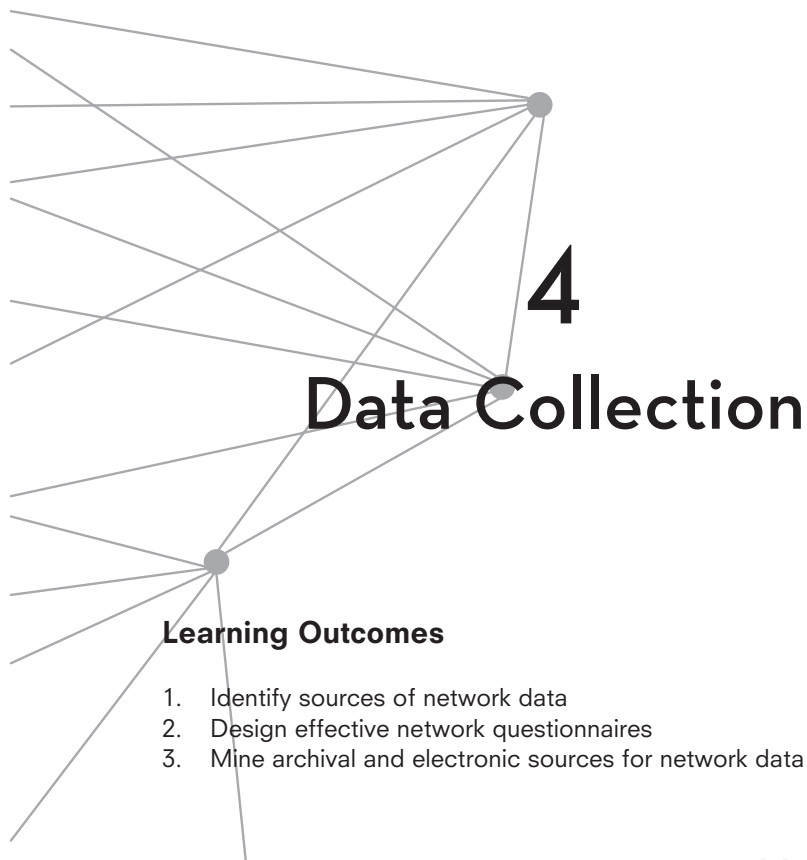 4
Data Collection
Learning Outcomes
1. Identify sources of network data
2. Design effective network questionnaires
3. Mine archival and electronic sources for network data